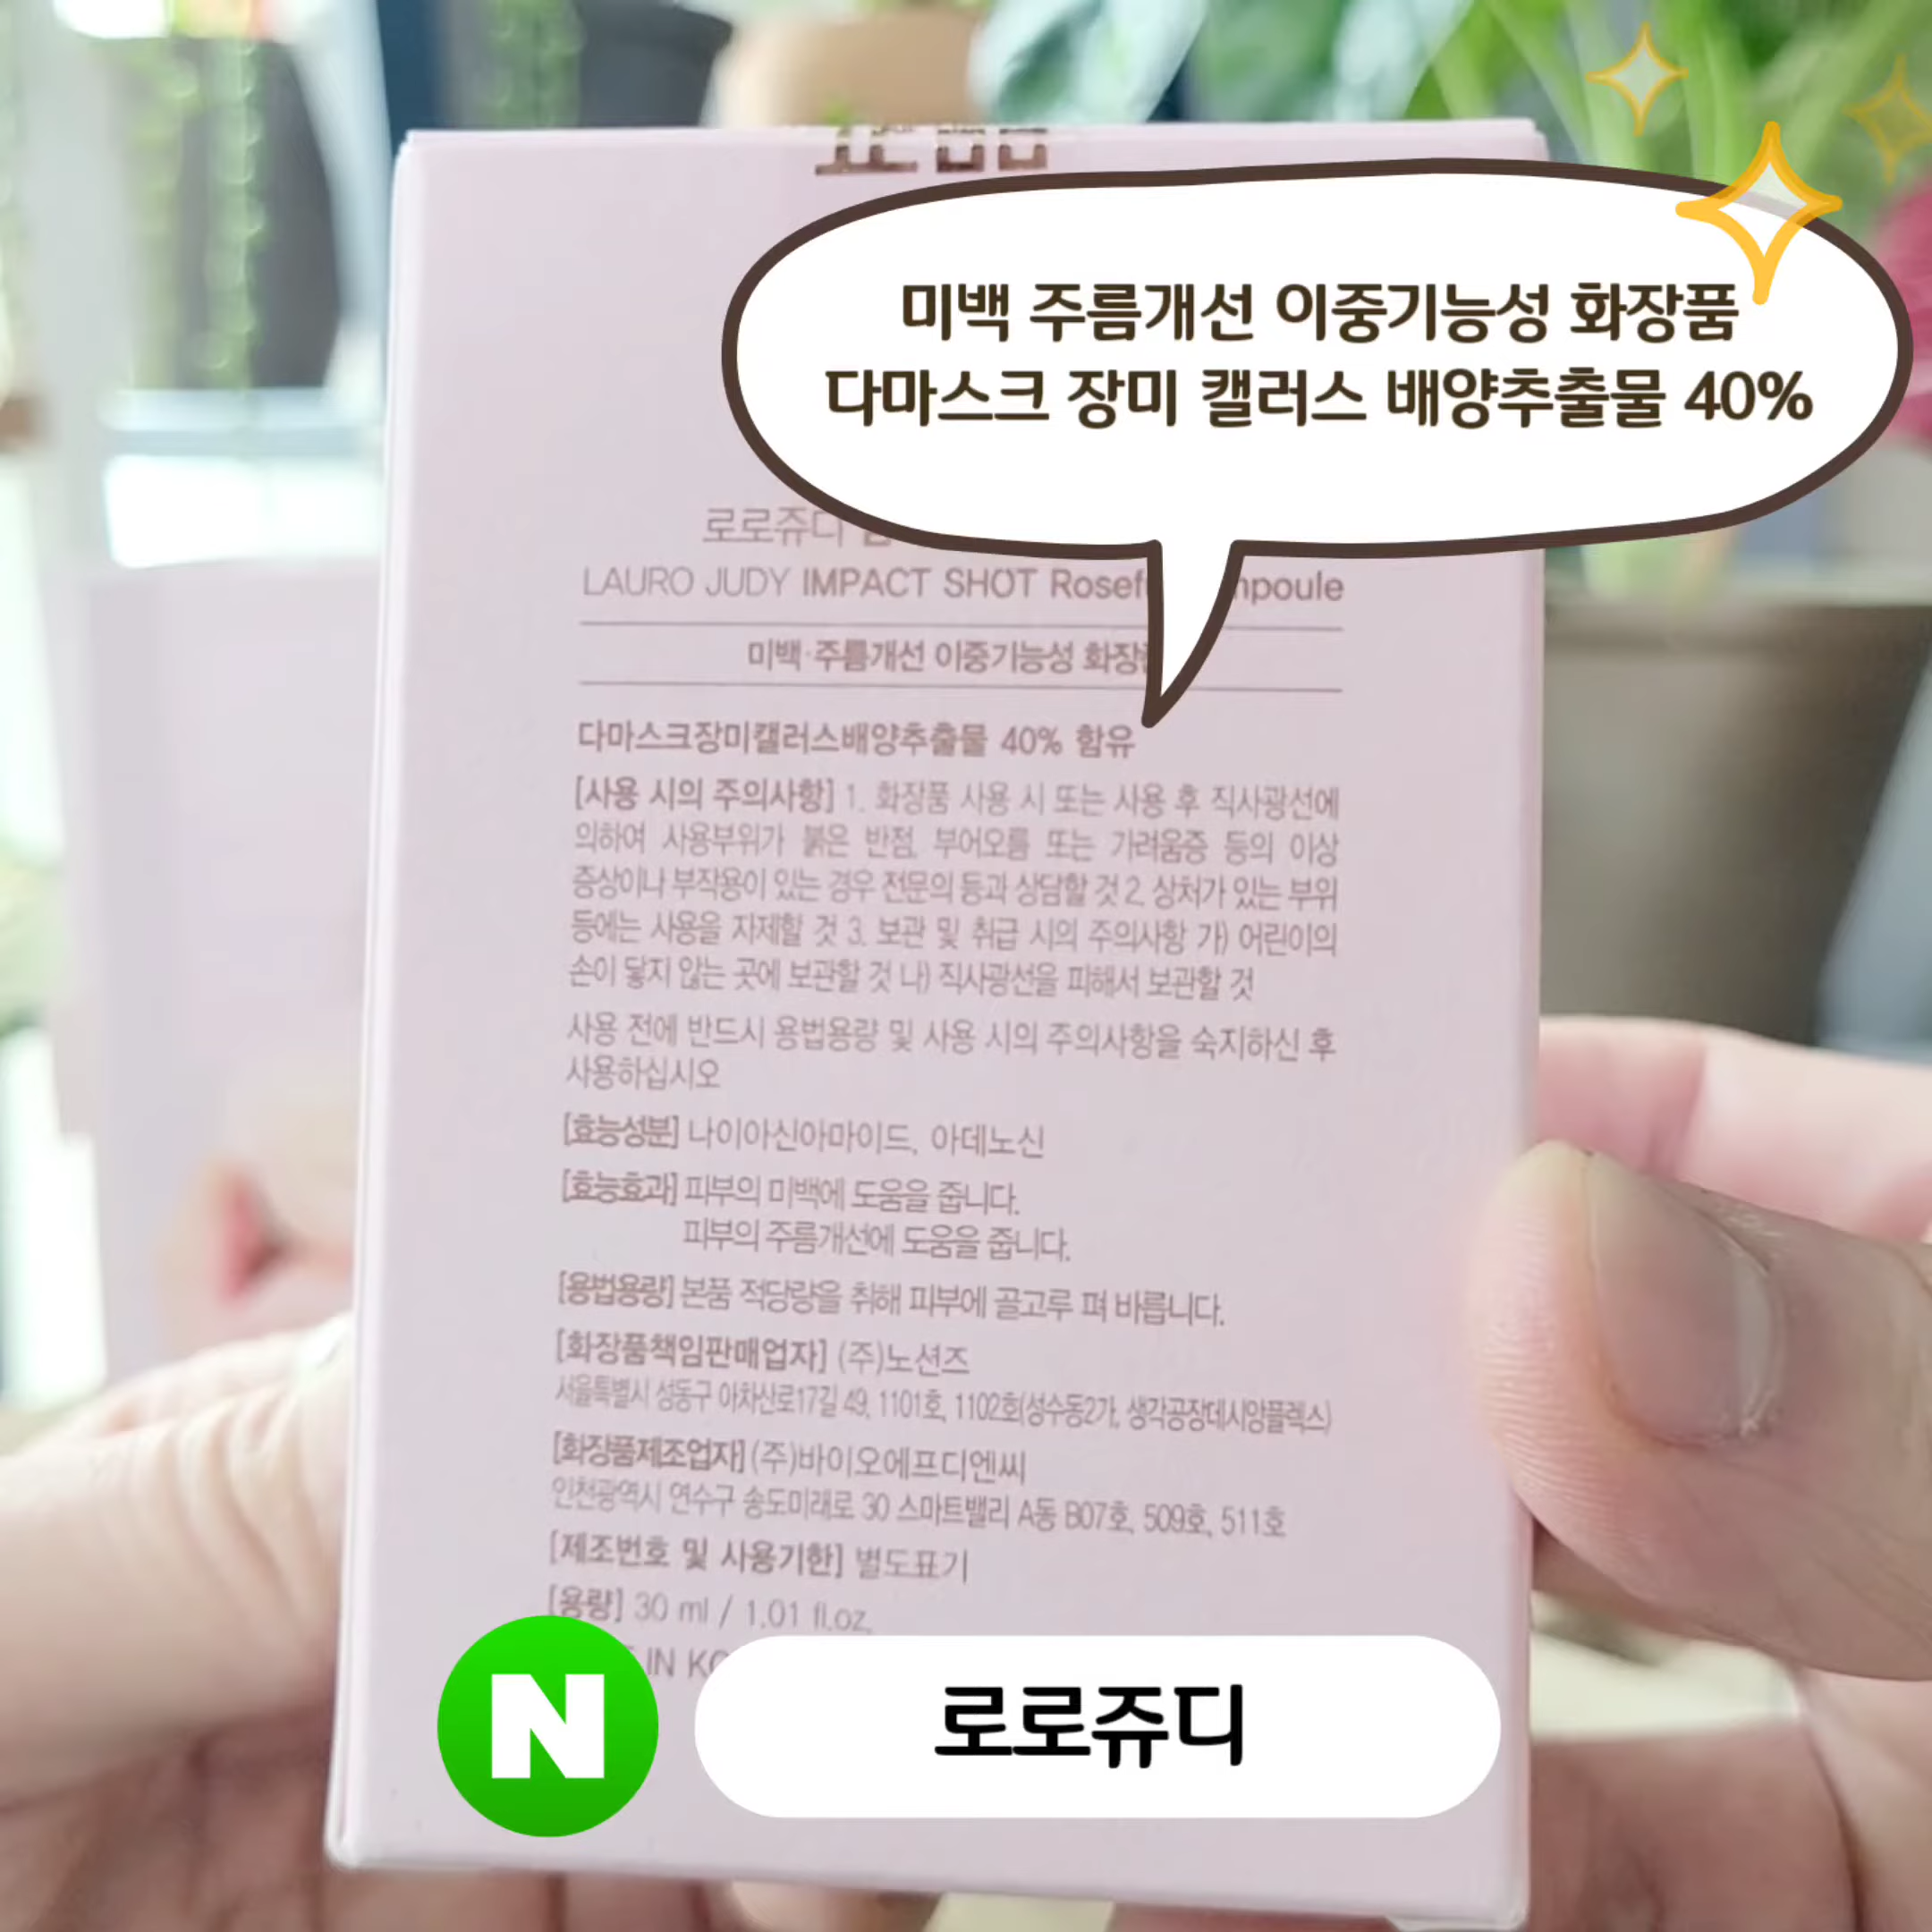 미백 주름개선 이중기능성 화장품
다마스크 장미 캘러스 배양추출물 40%
로로쥬디
LAURO JUDY IMPACT SHOT
미백·주름개선 이중기능성
다마스크장미캘러스배양추출물 40% 함유
[사용 시의 주의사항] 1. 화장품 사용 시 또는 사용 후 직사광선에
의하여 사용부위가 붉은 반점, 부어오름 또는 가려움증 등의 이상
증상이나 부작용이 있는 경우 전문의 등과 상담할 것 2. 상처가 있는 부위
등에는 사용을 자제할 것 3. 보관 및 취급 시의 주의사항 가) 어린이의
손이 닿지 않는 곳에 보관할 것 나) 직사광선을 피해서 보관할 것
사용 전에 반드시 용법용량 및 사용 시의 주의사항을 숙지하신 후
사용하십시오
[효능성분] 나이아신아마이드, 아데노신
[효능효과] 피부의 미백에 도움을 줍니다.
피부의 주름개선에 도움을 줍니다.
[용법용량] 본품 적당량을 취해 피부에 골고루 펴 바릅니다.
[화장품책임판매업자] (주)노션즈
서울특별시 성동구 아차산로17길 49, 1101호, 1102호(성수동2가, 생각공장데시앙플렉스)
[화장품제조업자] (주)바이오에프디엔씨
인천광역시 연수구 송도미래로 30 스마트밸리 A동 B07호, 509호, 511호
[제조번호 및 사용기한] 별도표기
[용량] 30 ml / 1.01 fl.oz.
IN
N
로로쥬디